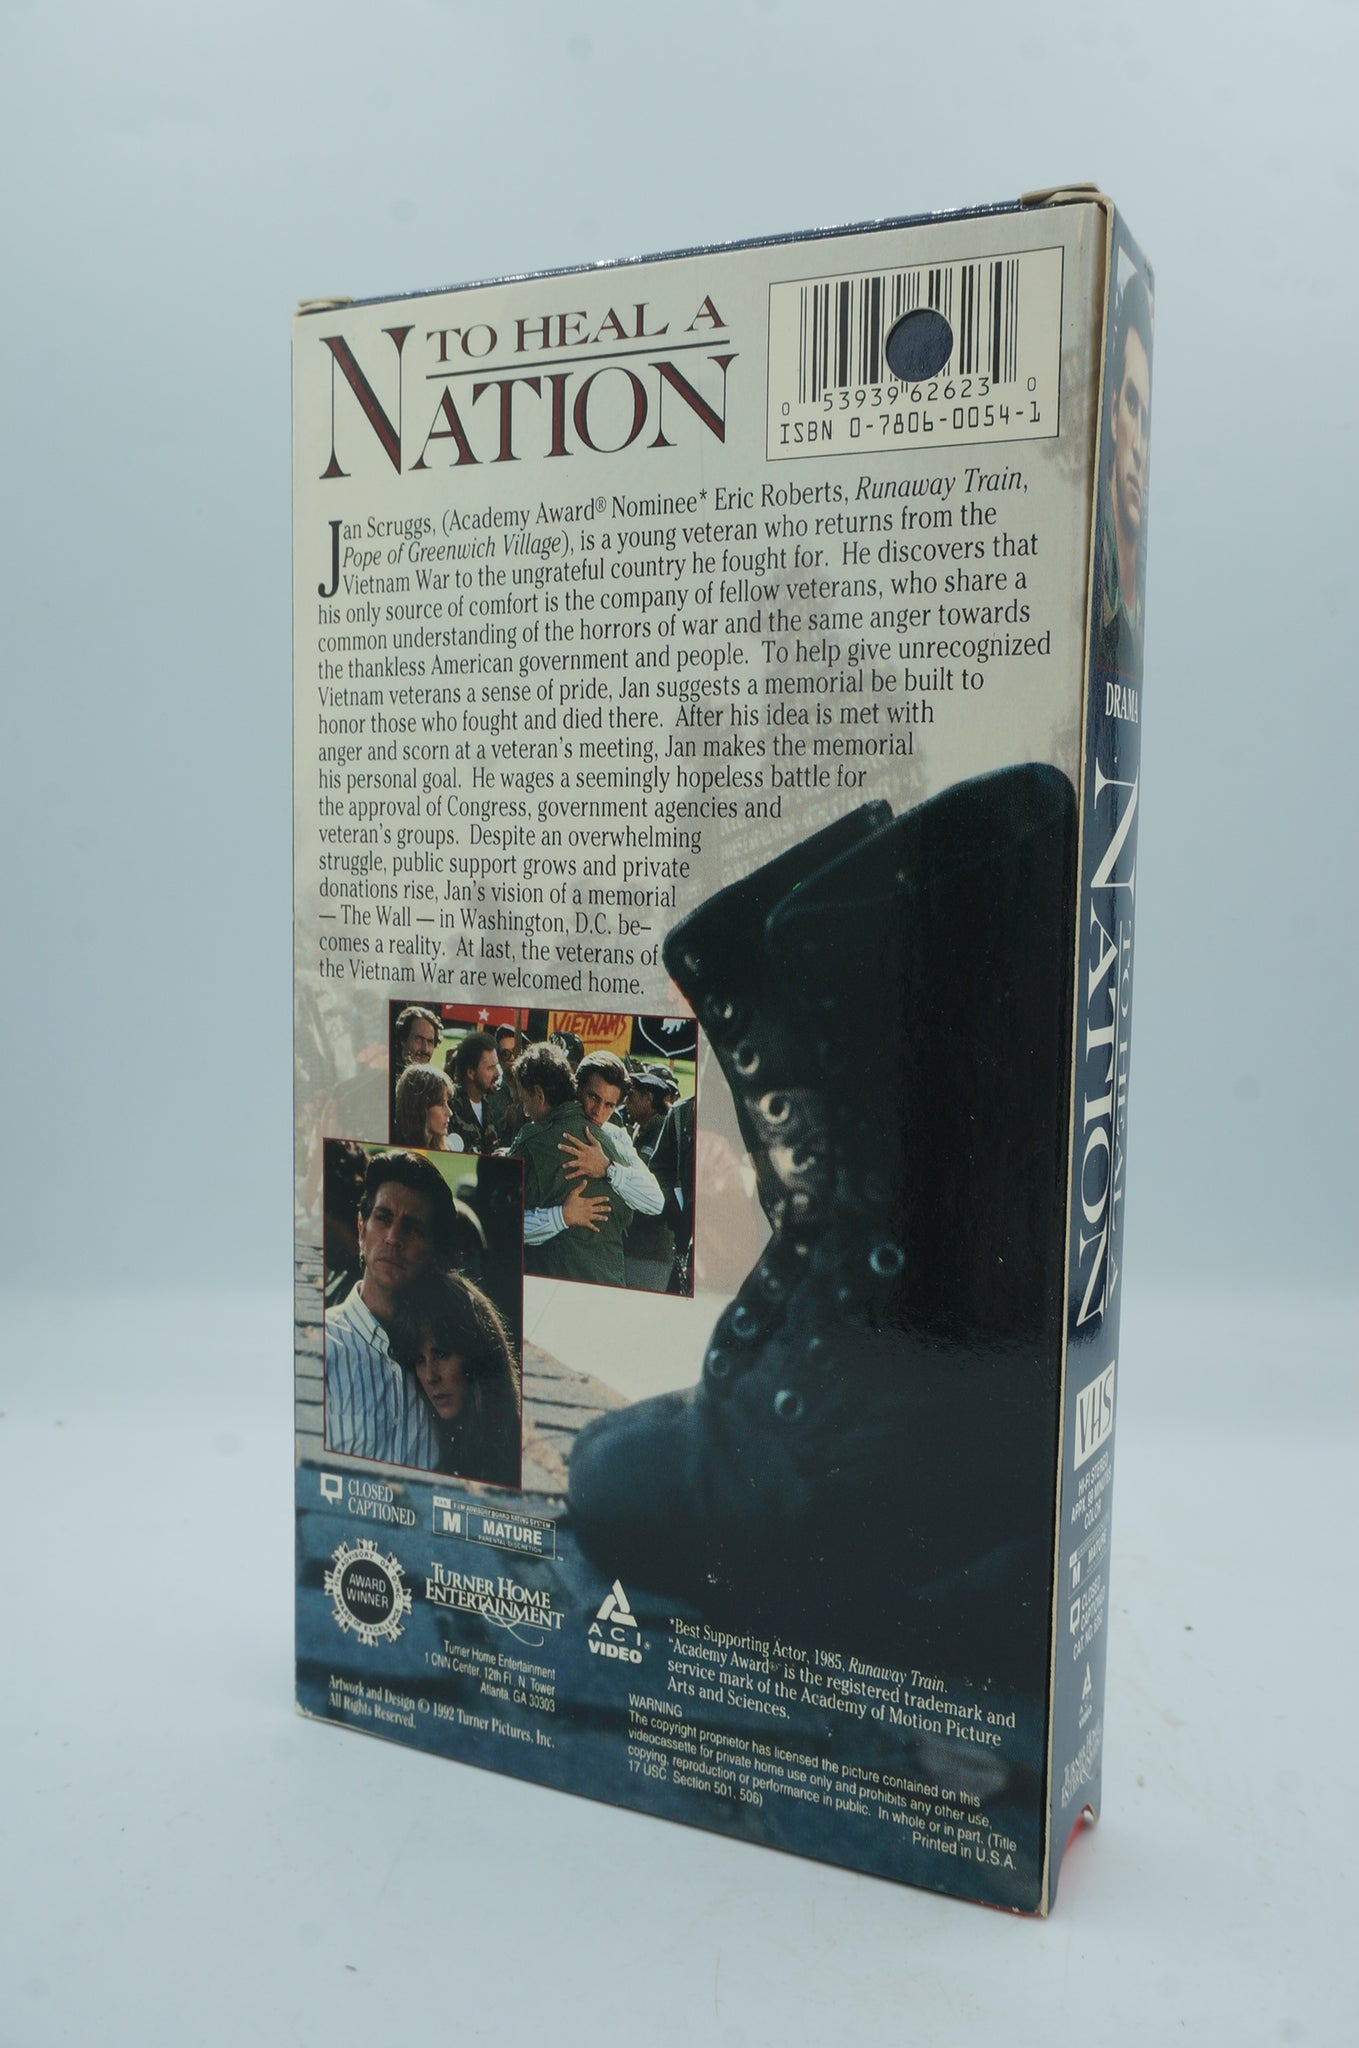 TO HEAL A
NATION
0 53939 62623 0
ISBN 0-7806-0054-1
Jan Scruggs, (Academy Award® Nominee* Eric Roberts, Runaway Train,
Pope of Greenwich Village), is a young veteran who returns from the
Vietnam War to the ungrateful country he fought for. He discovers that
his only source of comfort is the company of fellow veterans, who share a
common understanding of the horrors of war and the same anger towards
the thankless American government and people. To help give unrecognized
Vietnam veterans a sense of pride, Jan suggests a memorial be built to
honor those who fought and died there. After his idea is met with
anger and scorn at a veteran's meeting, Jan makes the memorial
his personal goal. He wages a seemingly hopeless battle for
the approval of Congress, government agencies and
veteran's groups. Despite an overwhelming
struggle, public support grows and private
donations rise, Jan's vision of a memorial
— The Wall — in Washington, D.C. be–
comes a reality. At last, the veterans of
the Vietnam War are welcomed home.
VIETNAMS
CLOSED
CAPTIONED
FILM ADVISORY BOARD RATING SYSTEM
M MATURE
PARENTAL DISCRETION
AWARD
WINNER
TURNER HOME
ENTERTAINMENT
Turner Home Entertainment
1 CNN Center, 12th Fl., N. Tower
Atlanta, GA 30303
Artwork and Design © 1992 Turner Pictures, Inc.
All Rights Reserved.
ACI
VIDEO
*Best Supporting Actor, 1985, Runaway Train.
"Academy Award®" is the registered trademark and
service mark of the Academy of Motion Picture
Arts and Sciences.
WARNING
The copyright proprietor has licensed the picture contained on this
videocassette for private home use only and prohibits any other use,
copying, reproduction or performance in public. In whole or in part. (Title
17 USC. Section 501, 506)
Printed in U.S.A.
DRAMA
TO HEAL A
NATION
VHS
HI-FI STEREO
COLOR
M MATURE
CLOSED
CAPTIONED